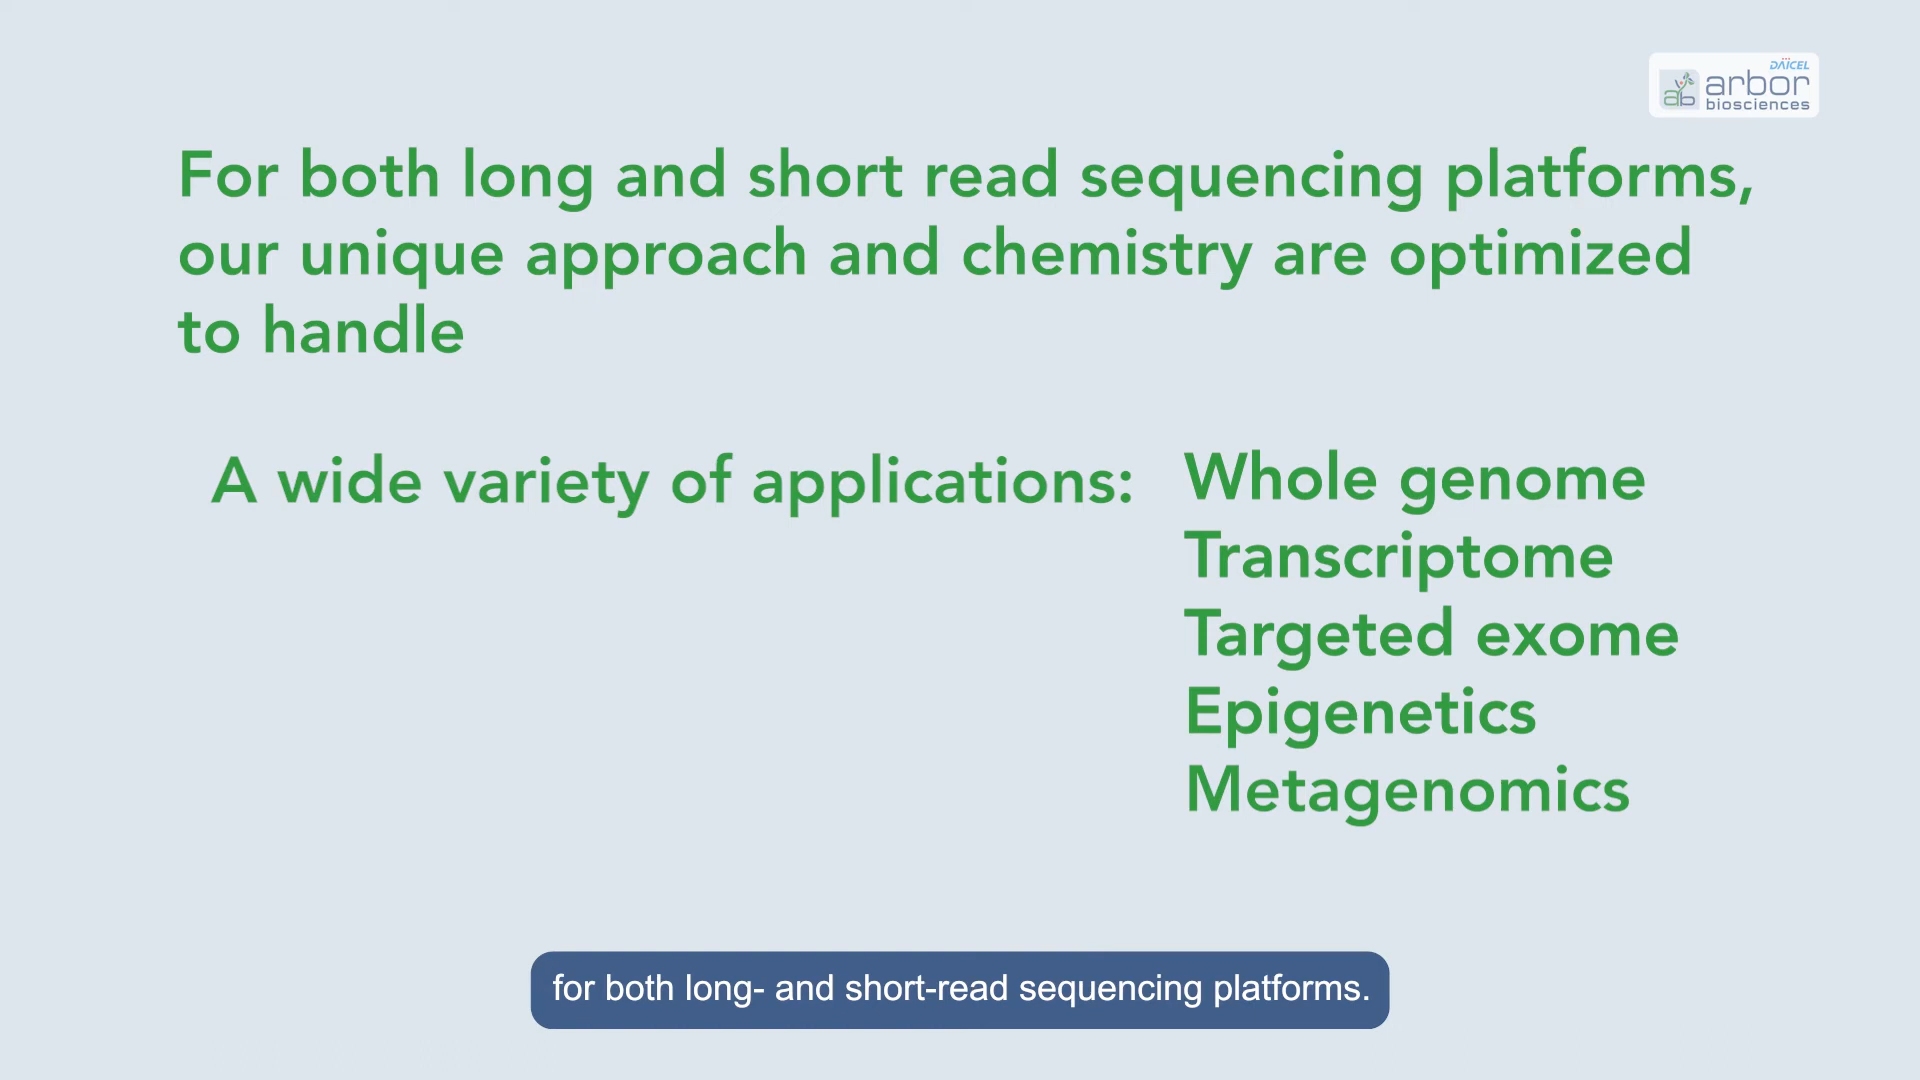 DAICEL
ab arbor
biosciences
For both long and short read sequencing platforms,
our unique approach and chemistry are optimized
to handle
A wide variety of applications:
Whole genome
Transcriptome
Targeted exome
Epigenetics
Metagenomics
for both long- and short-read sequencing platforms.